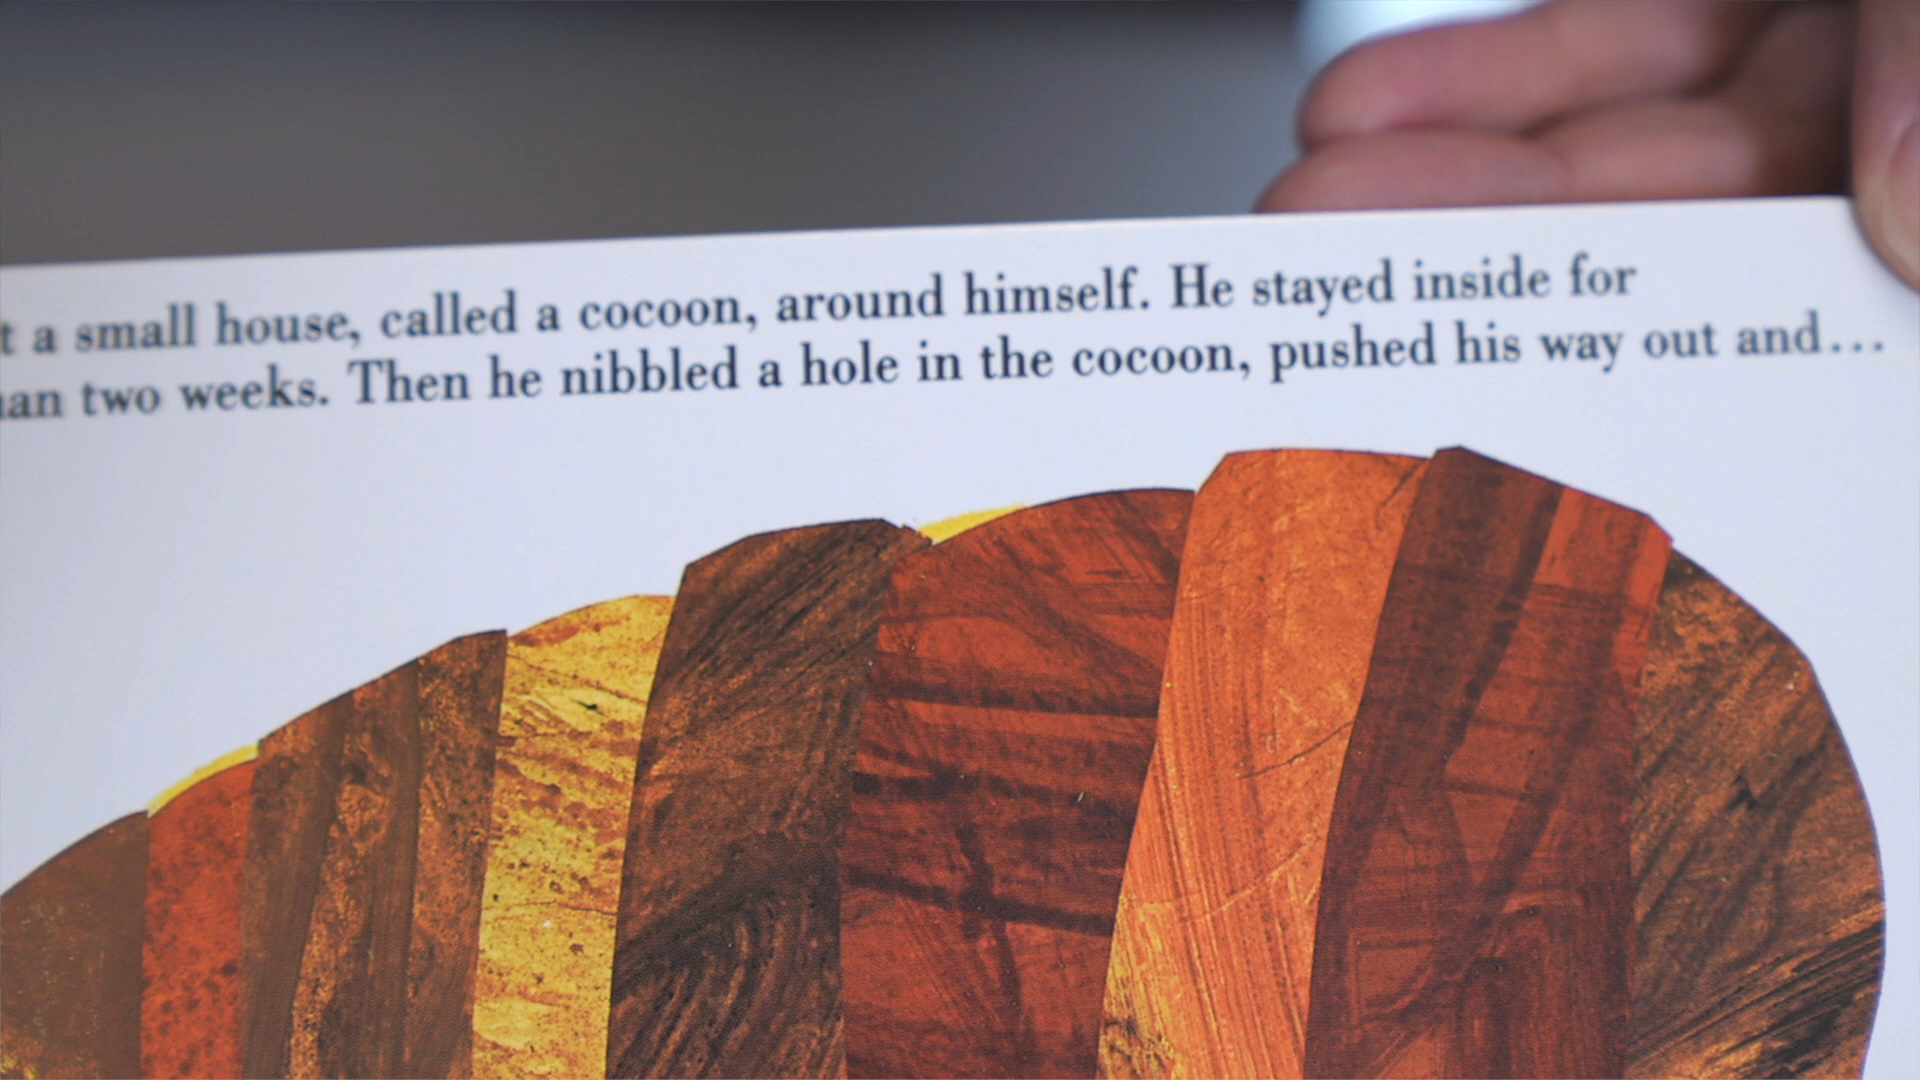 t a small house, called a cocoon, around himself. He stayed inside for
an two weeks. Then he nibbled a hole in the cocoon, pushed his way out and...